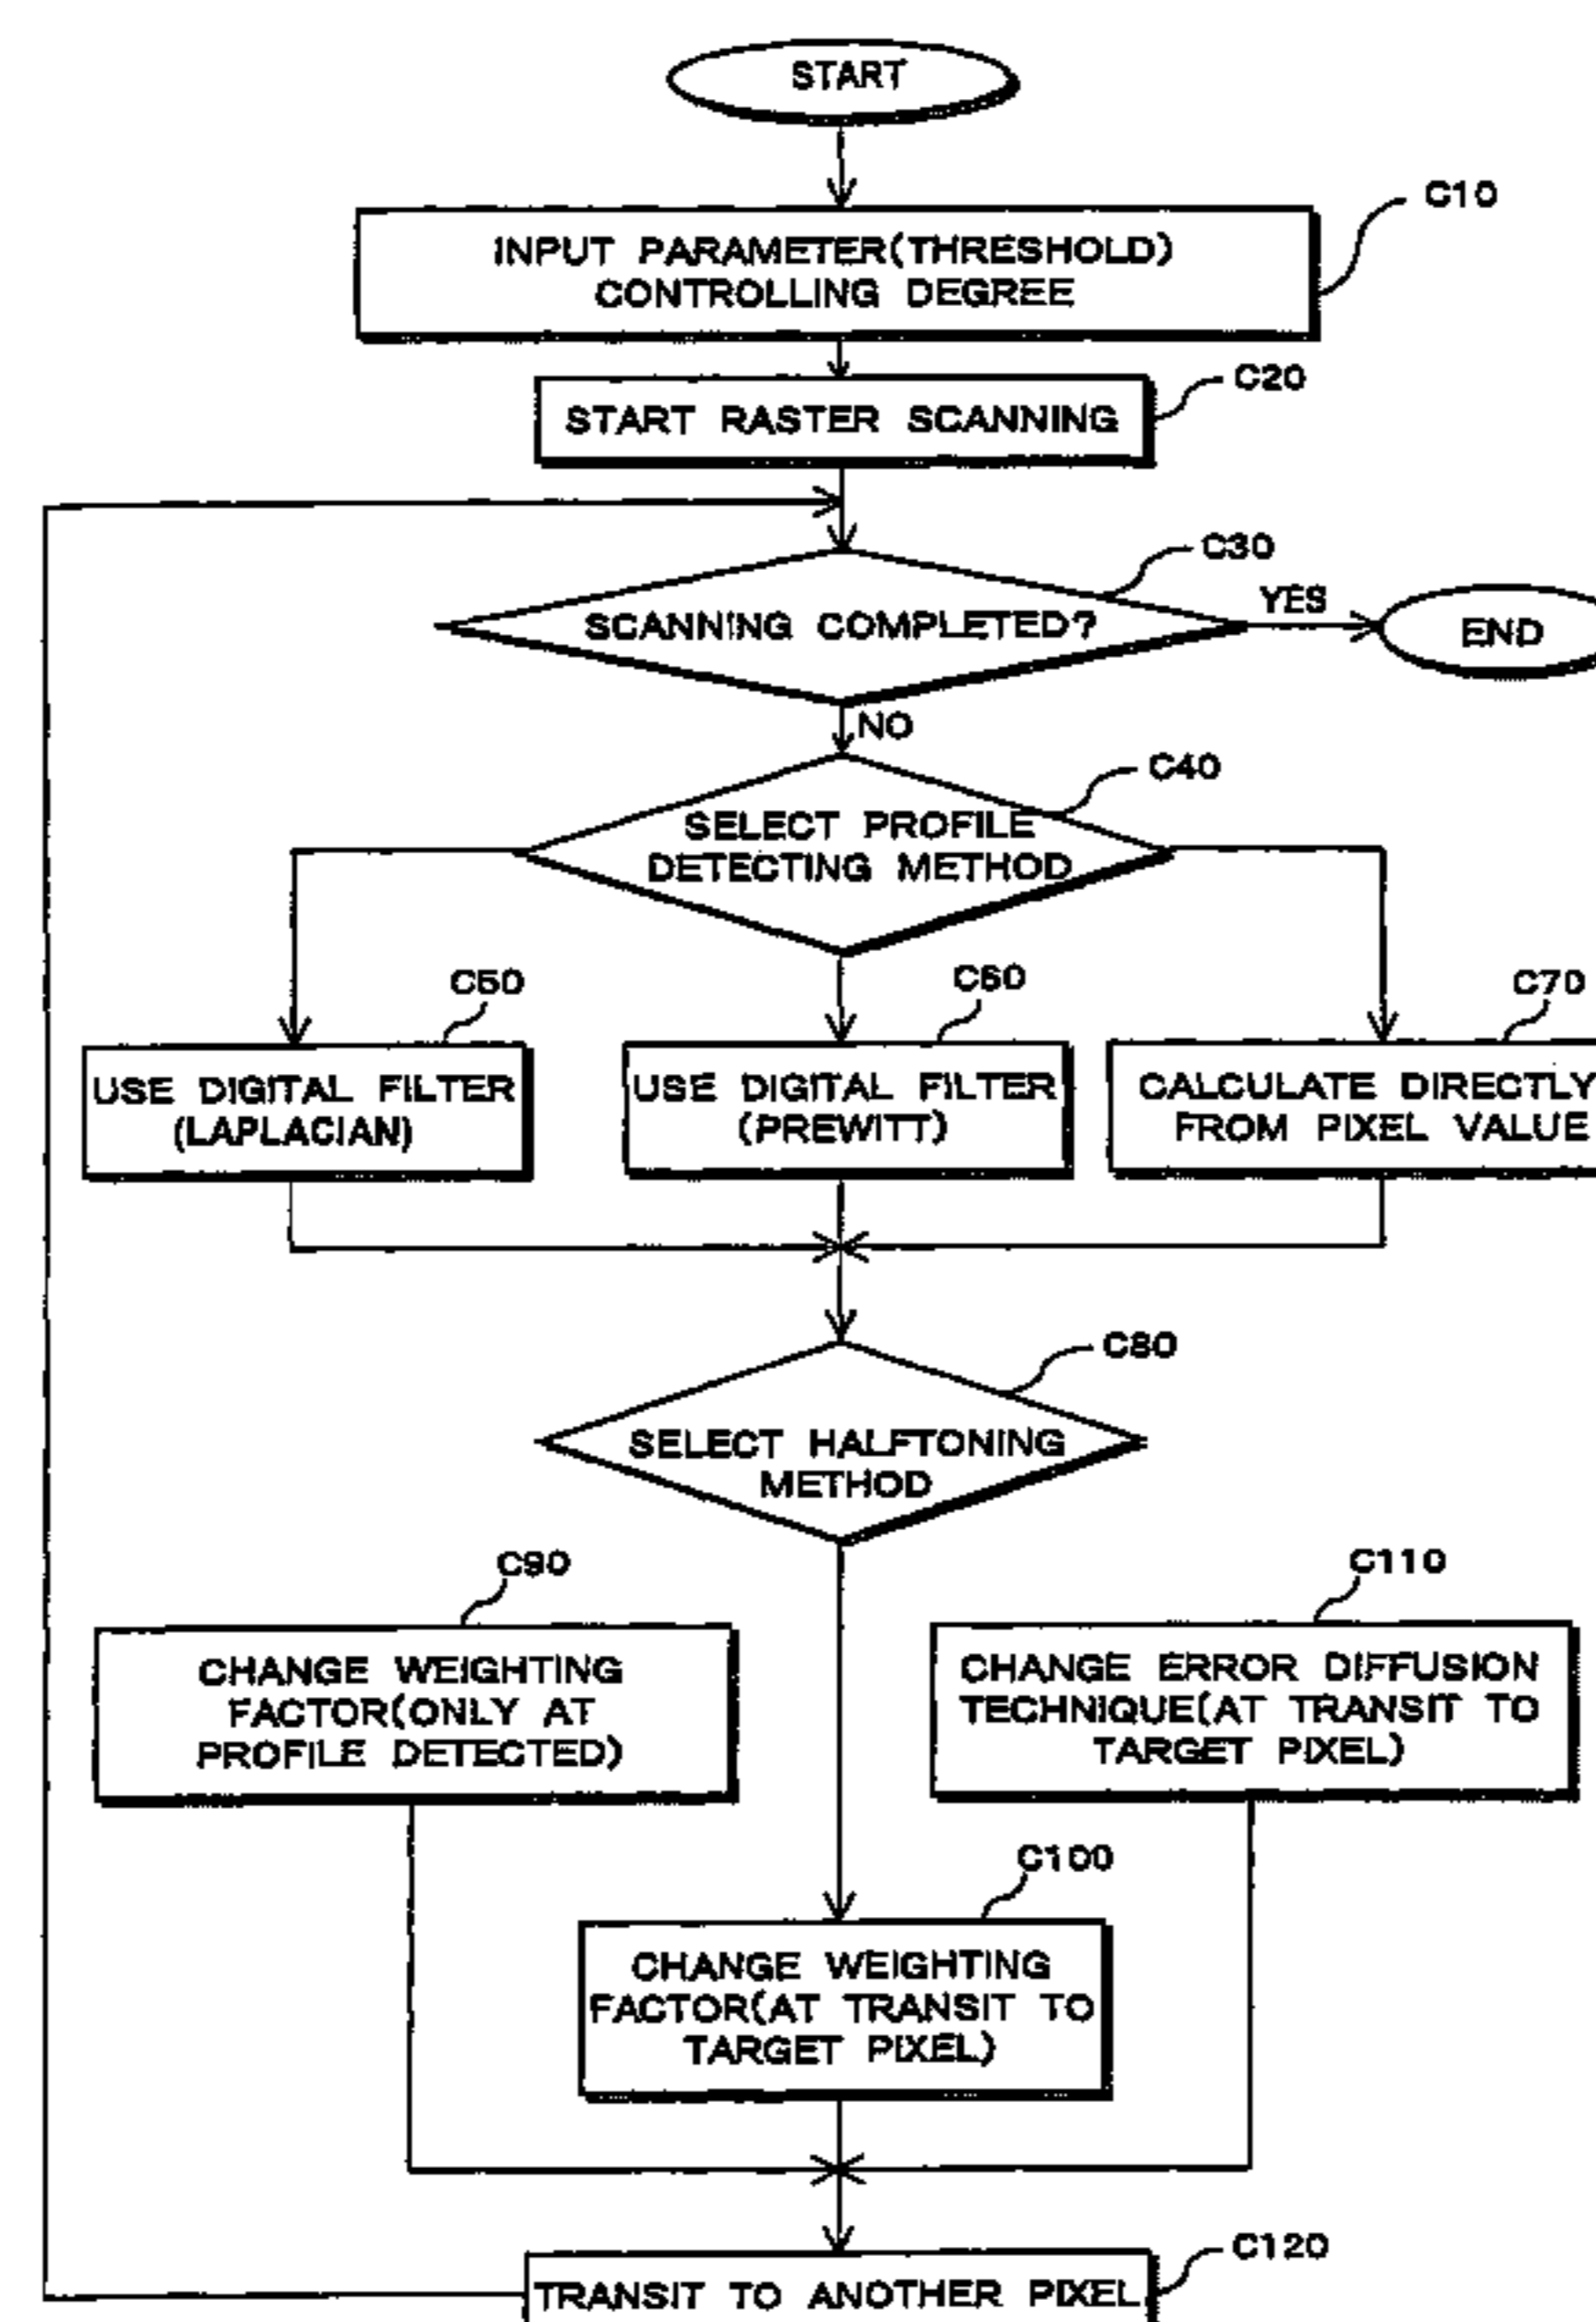 START
C10
INPUT PARAMETER(THRESHOLD)
CONTROLLING DEGREE
C20
START RASTER SCANNING
C30
SCANNING COMPLETED?
YES
END
NO
C40
SELECT PROFILE
DETECTING METHOD
C50
USE DIGITAL FILTER
(LAPLACIAN)
C60
USE DIGITAL FILTER
(PREWITT)
C70
CALCULATE DIRECTLY
FROM PIXEL VALUE
C80
SELECT HALFTONING
METHOD
C90
CHANGE WEIGHTING
FACTOR(ONLY AT
PROFILE DETECTED)
C110
CHANGE ERROR DIFFUSION
TECHNIQUE(AT TRANSIT TO
TARGET PIXEL)
C100
CHANGE WEIGHTING
FACTOR(AT TRANSIT TO
TARGET PIXEL)
C120
TRANSIT TO ANOTHER PIXEL